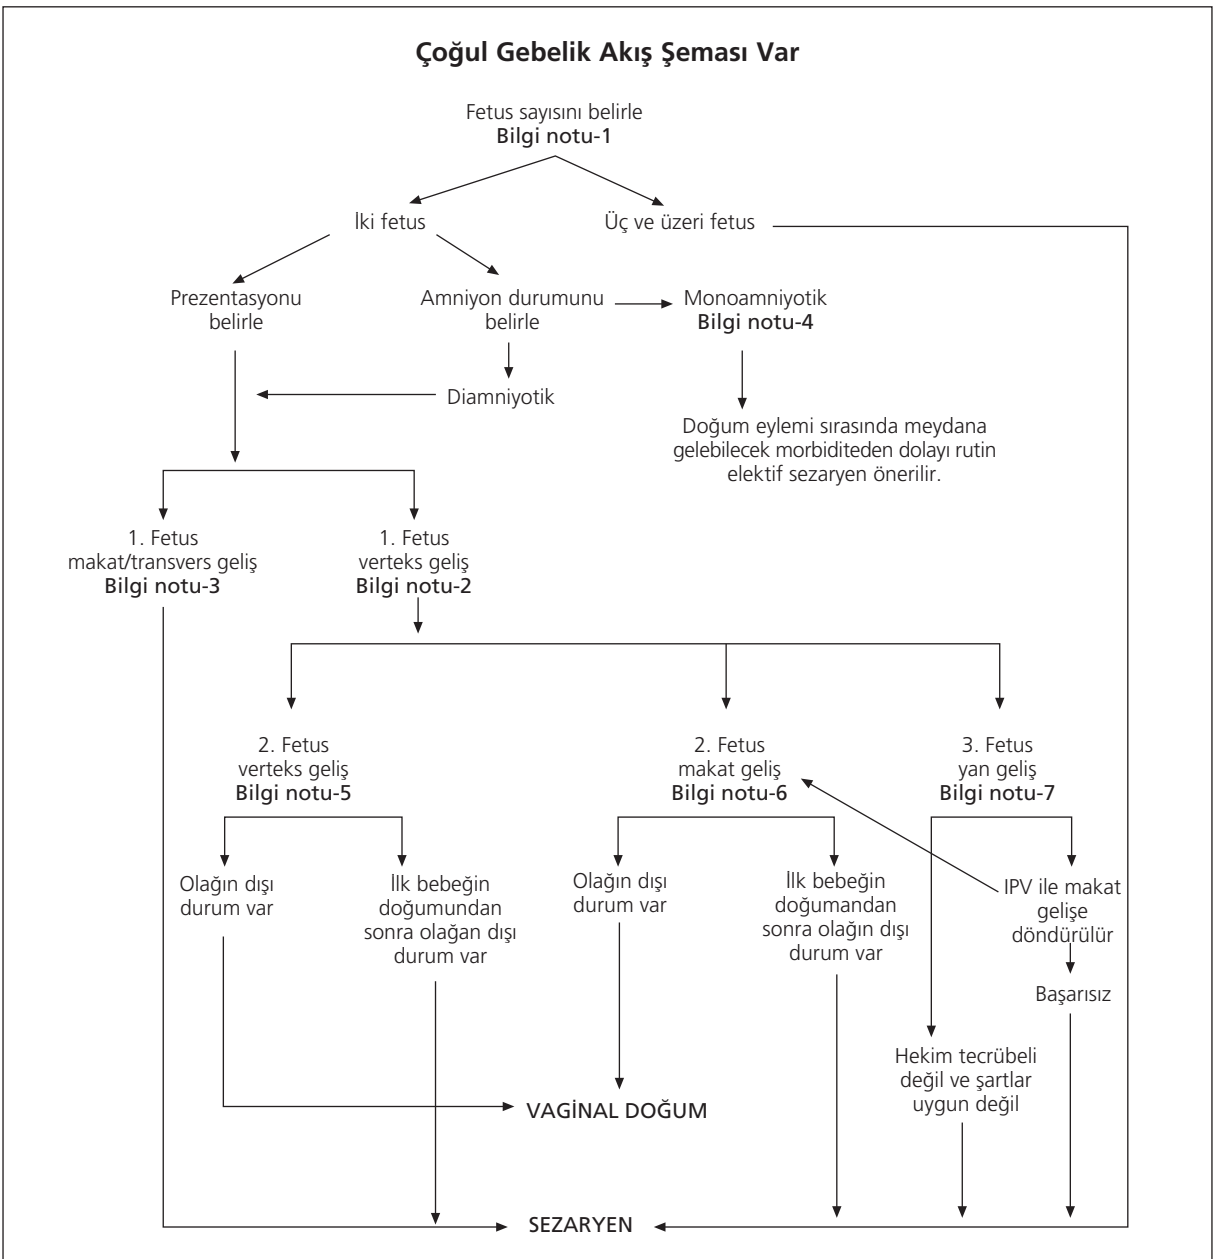 Çoğul Gebelik Akış Şeması Var
Fetus sayısını belirle
Bilgi notu-1
İki fetus
Üç ve üzeri fetus
Prezentasyonu
belirle
Amniyon durumunu
belirle
Monoamniyotik
Bilgi notu-4
Diamniyotik
Doğum eylemi sırasında meydana
gelebilecek morbiditeden dolayı rutin
elektif sezaryen önerilir.
1. Fetus
makat/transvers geliş
Bilgi notu-3
1. Fetus
verteks geliş
Bilgi notu-2
2. Fetus
verteks geliş
Bilgi notu-5
2. Fetus
makat geliş
Bilgi notu-6
3. Fetus
yan geliş
Bilgi notu-7
Olağın dışı
durum var
İlk bebeğin
doğumundan
sonra olağan dışı
durum var
Olağın dışı
durum var
İlk bebeğin
doğumandan
sonra olağın dışı
durum var
IPV ile makat
gelişe
döndürülür
Başarısız
Hekim tecrübeli
değil ve şartlar
uygun değil
VAGİNAL DOĞUM
SEZARYEN